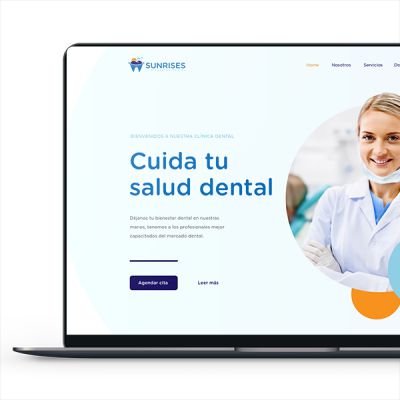 SUNRISES
Home Nosotros Servicios
BIENVENIDOS A NUESTRA CLÍNICA DENTAL
Cuida tu
salud dental
Déjanos tu bienestar dental en nuestras
manos, tenemos a los profesionales mejor
capacitados del mercado dental.
Agendar cita Leer más